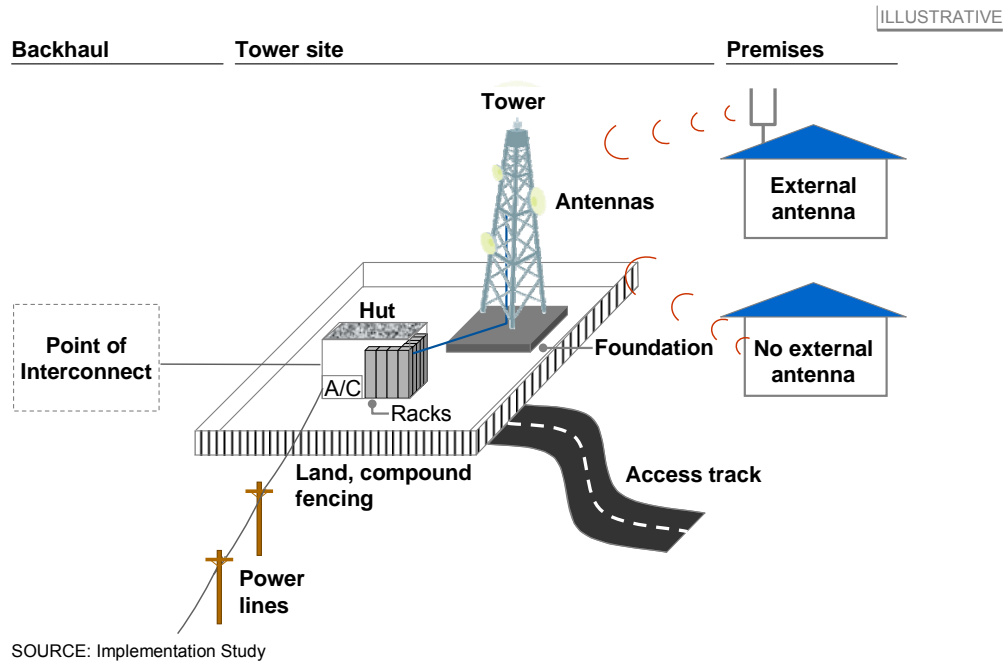 ILLUSTRATIVE
Backhaul
Tower site
Premises
Tower
Antennas
External
antenna
Hut
Point of
Interconnect
A/C
Racks
Foundation
No external
antenna
Land, compound
fencing
Access track
Power
lines
SOURCE: Implementation Study